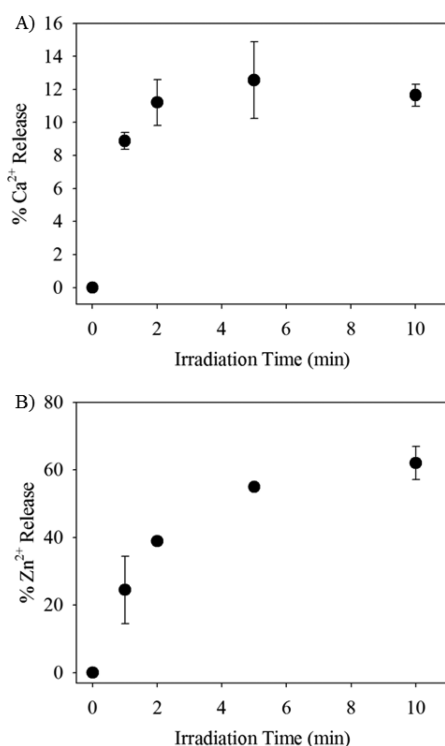 A)
16
14
12
10
8
6
4
2
0
% Ca²⁺ Release
0 2 4 6 8 10
Irradiation Time (min)
B)
80
60
40
20
0
% Zn²⁺ Release
0 2 4 6 8 10
Irradiation Time (min)